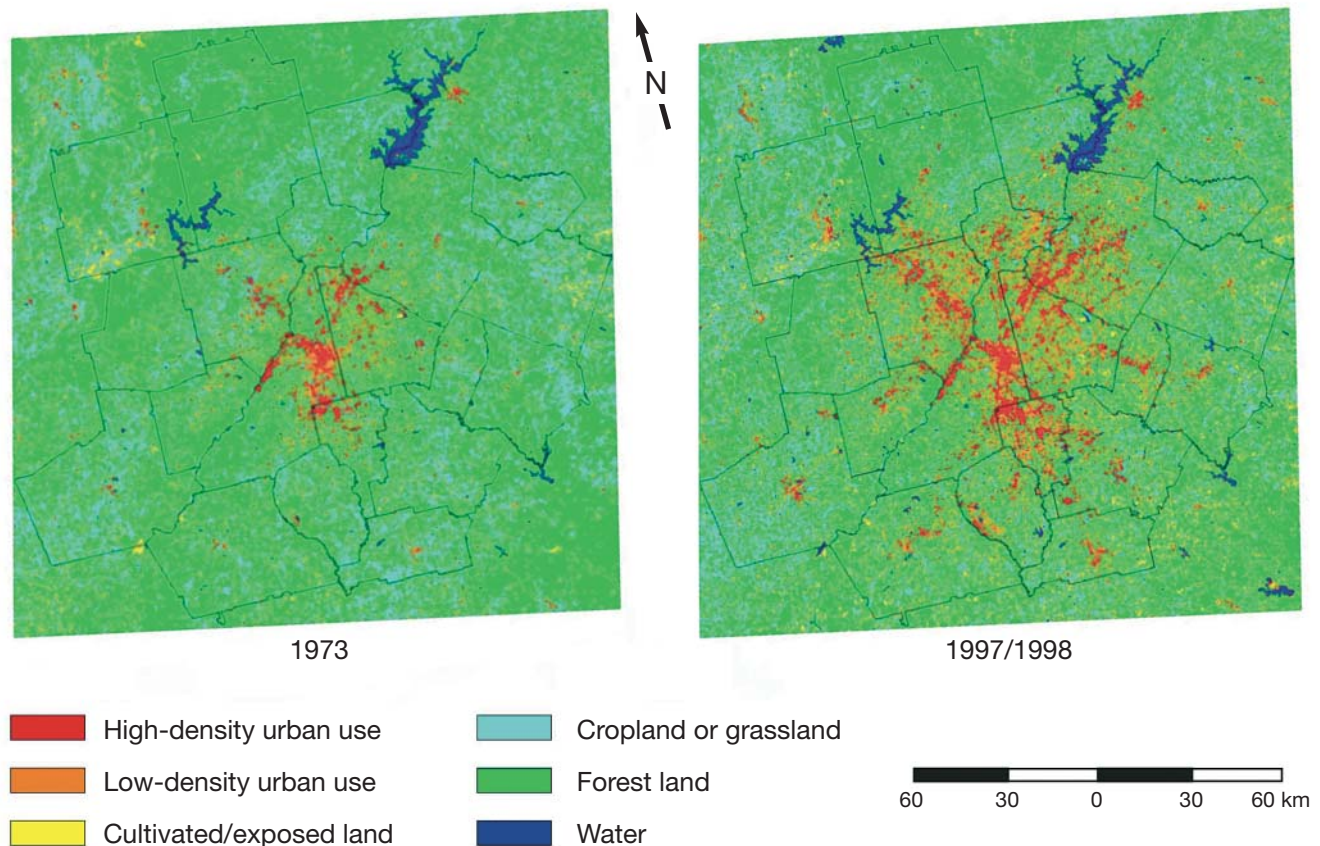 N
1973
1997/1998
High-density urban use
Low-density urban use
Cultivated/exposed land
Cropland or grassland
Forest land
Water
60 30 0 30 60 km